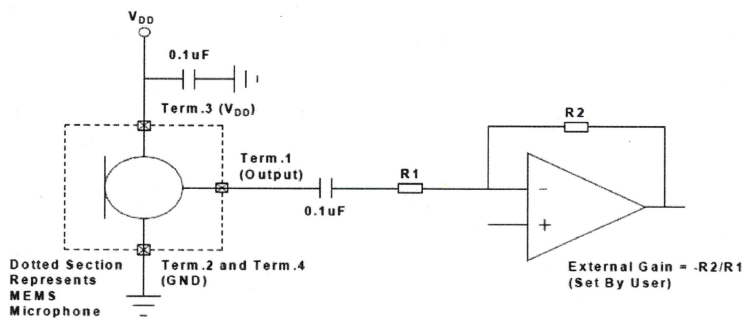 VDD
0.1uF
Term.3 (VDD)
R2
Term.1
(Output)
R1
0.1uF
-
+
Dotted Section
Represents
MEMS
Microphone
Term.2 and Term.4
(GND)
External Gain = -R2/R1
(Set By User)